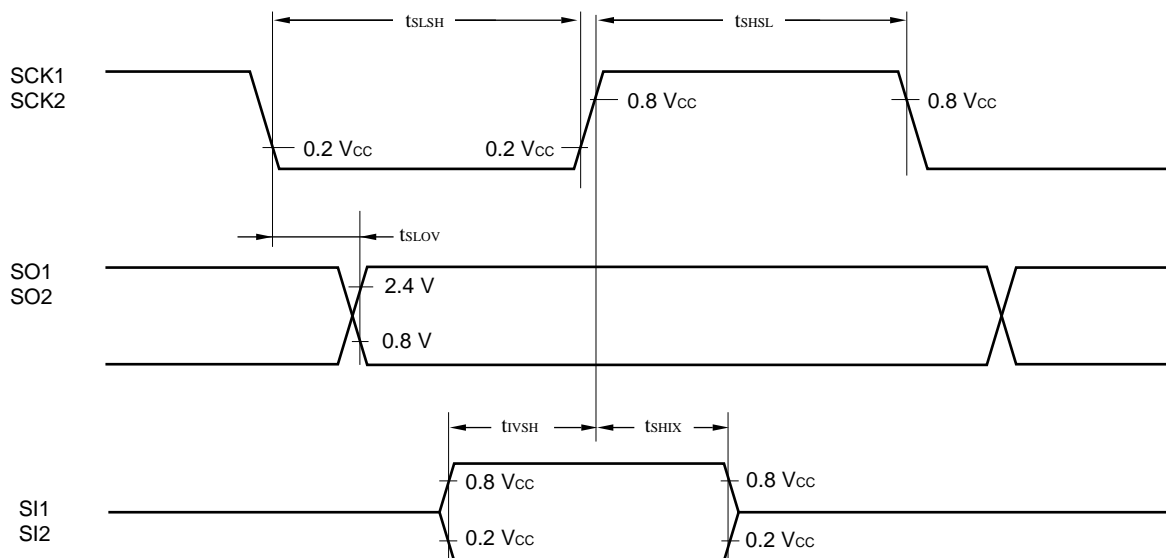 tSLSH
tSHSL
SCK1
SCK2
0.8 VCC
0.8 VCC
0.2 VCC
0.2 VCC
tSLOV
SO1
SO2
2.4 V
0.8 V
tIVSH
tSHIX
0.8 VCC
0.8 VCC
SI1
SI2
0.2 VCC
0.2 VCC